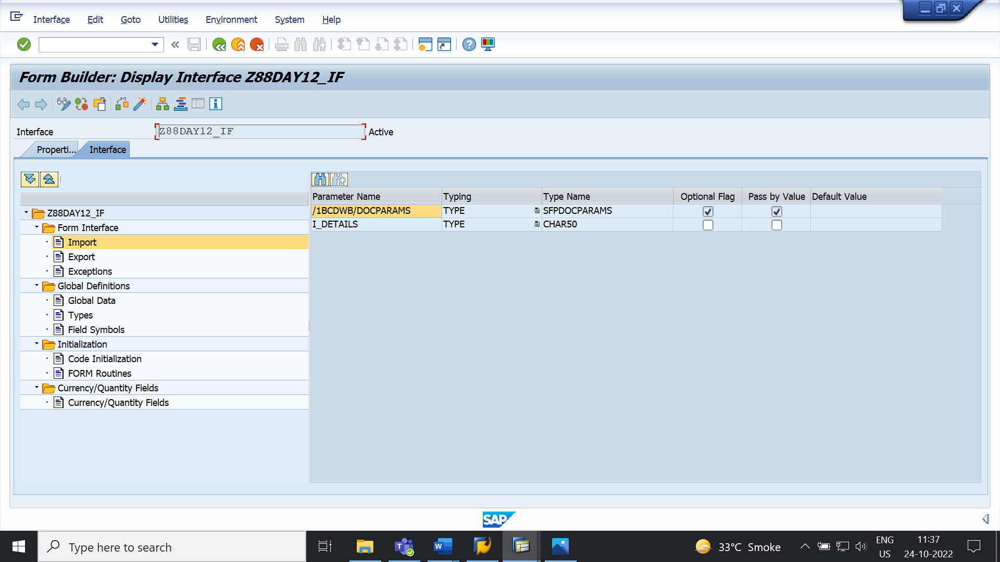 Interface Edit Goto Utilities Environment System Help
Form Builder: Display Interface Z88DAY12_IF
Interface Z88DAY12_IF Active
Properti... Interface
Z88DAY12_IF
Form Interface
Import
Export
Exceptions
Global Definitions
Global Data
Types
Field Symbols
Initialization
Code Initialization
FORM Routines
Currency/Quantity Fields
Currency/Quantity Fields
Parameter Name Typing Type Name Optional Flag Pass by Value Default Value
/1BCDWB/DOCPARAMS TYPE SFPDOCPARAMS
I_DETAILS TYPE CHAR50
SAP
Type here to search
33°C Smoke
ENG
US
11:37
24-10-2022